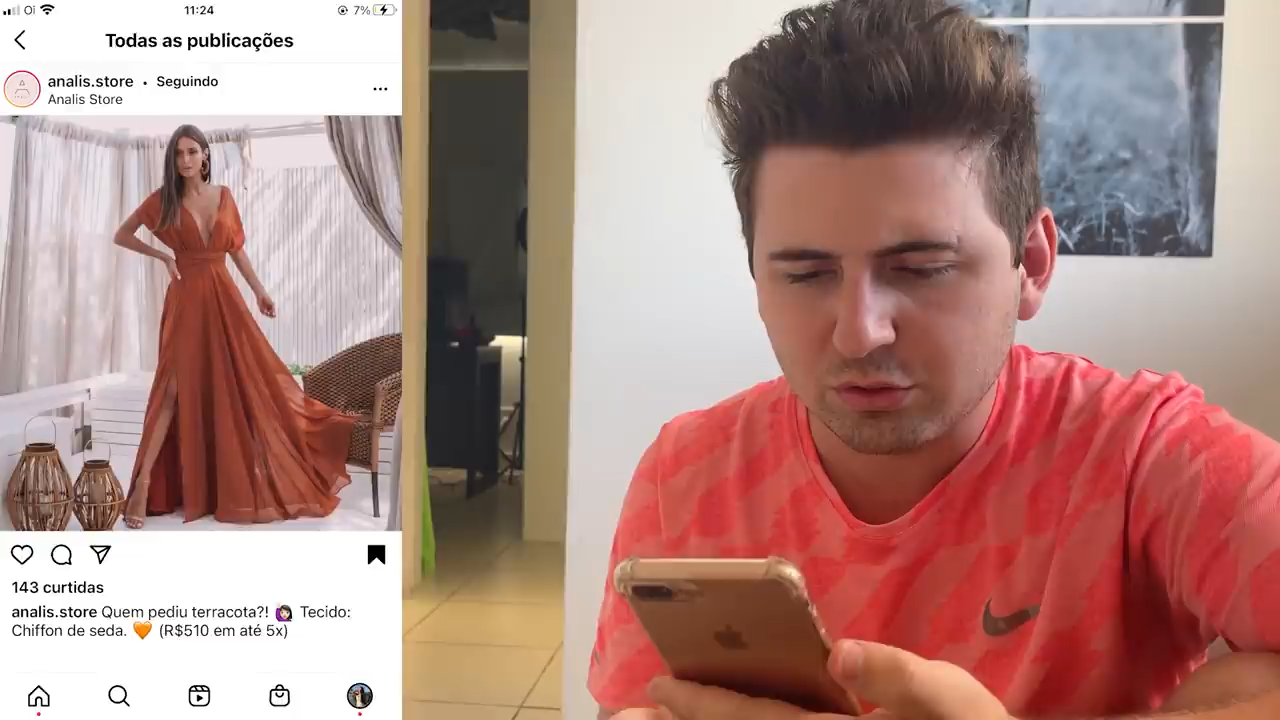 Oi 11:24 7%
Todas as publicações
analis.store • Seguindo
Analis Store
143 curtidas
analis.store Quem pediu terracota?! 🙋🏻‍♀️ Tecido:
Chiffon de seda. 🧡 (R$510 em até 5x)